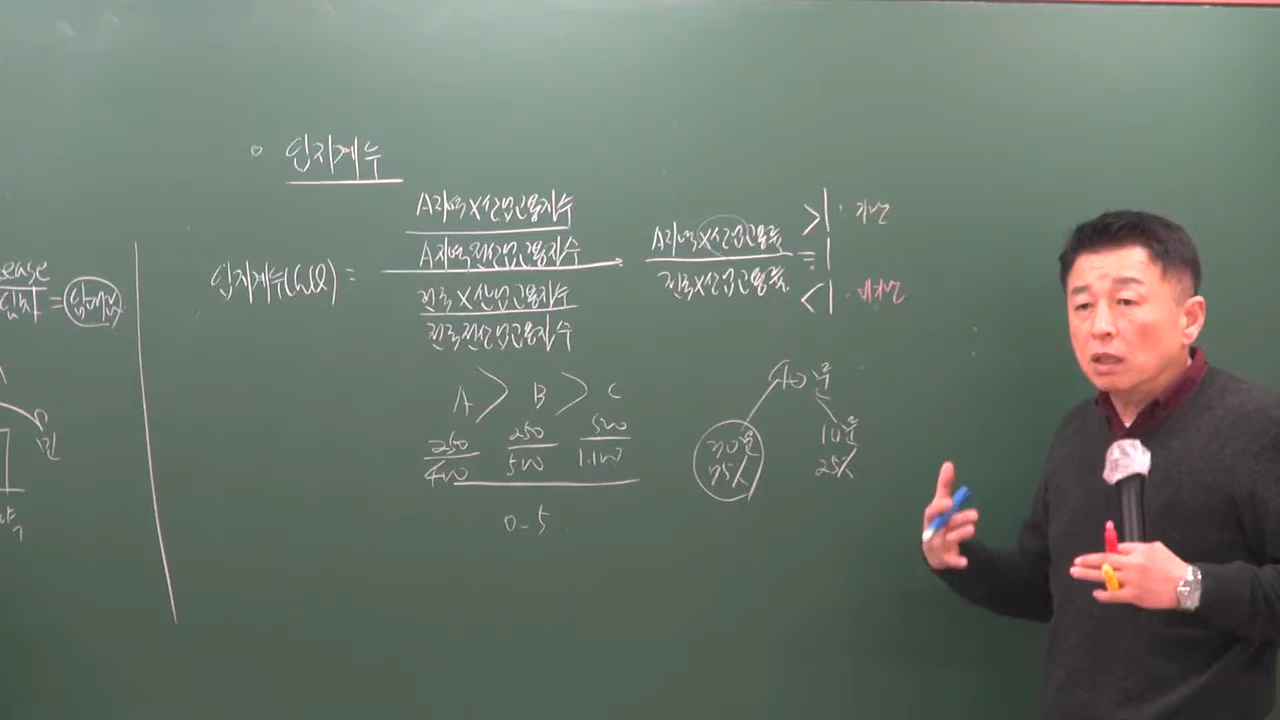 ease
• 입지계수
입지계수(LQ) =
A지역X산업고용자수
A지역전산업고용자수
전국X산업고용자수
전국전산업고용자수
A지역X산업고용률
전국X산업고용률
> 1 · 기반
= 1
< 1 · 비기반
A > B > C
250
400
250
500
500
1.100
0.5
40분
30분
75%
10분
25%